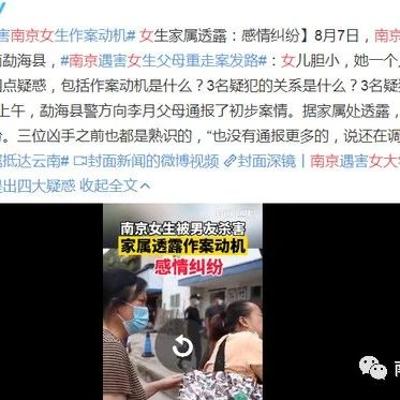 害南京女生作案动机# 女生家属透露：感情纠纷】8月7日，南京
勐海县，#南京遇害女生父母重走案发路#：女儿胆小，她一个人
四点疑惑，包括作案动机是什么？3名疑犯的关系是什么？3名疑
上午，勐海县警方向李月父母通报了初步案情。据家属处透露，
。三位凶手之前也都是熟识的，“也没有通报更多的，说还在调
抵达云南# 封面新闻的微博视频 封面深镜｜南京遇害女大
是出四大疑惑 收起全文
南京女生被男友杀害
家属透露作案动机
感情纠纷
南